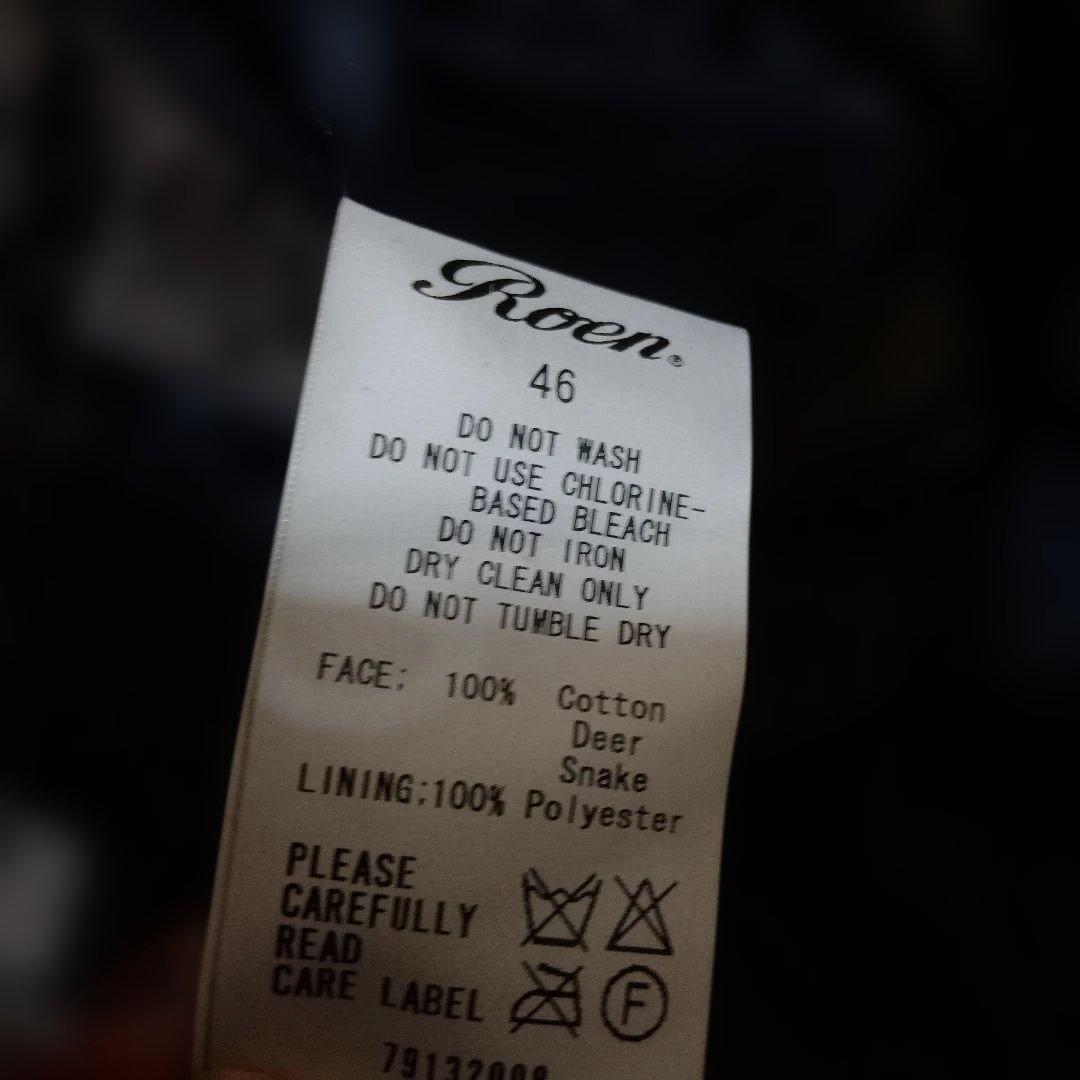 Roen®
46
DO NOT WASH
DO NOT USE CHLORINE-
BASED BLEACH
DO NOT IRON
DRY CLEAN ONLY
DO NOT TUMBLE DRY
FACE: 100% Cotton
Deer
Snake
LINING:100% Polyester
PLEASE
CAREFULLY
READ
CARE LABEL
F
79132008